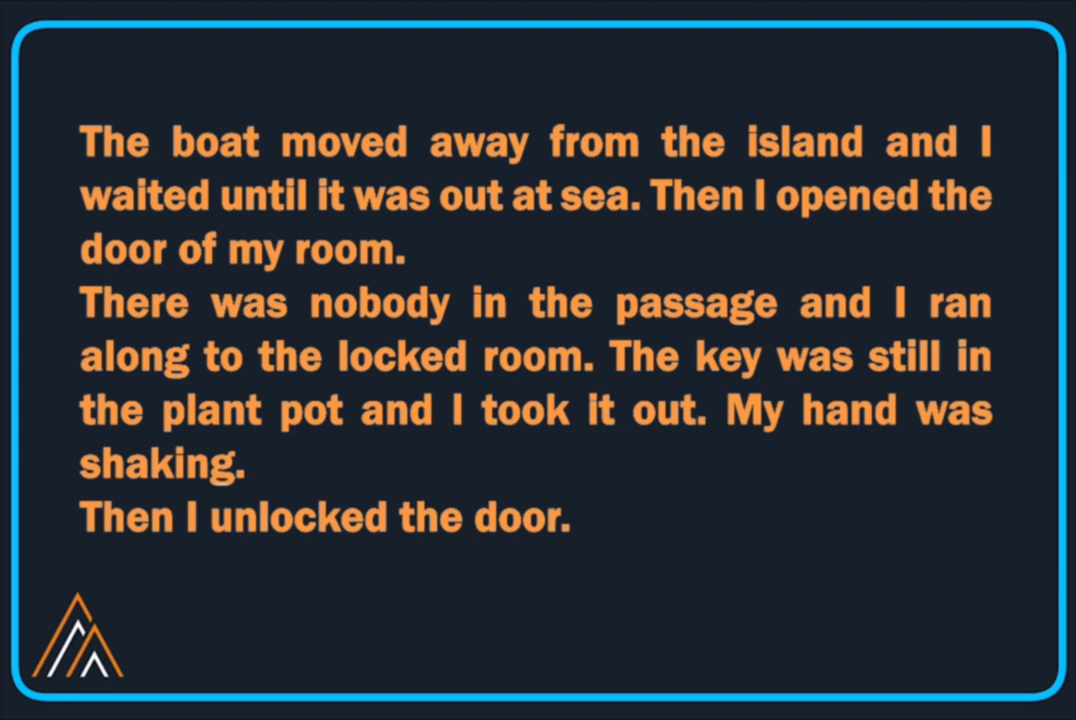 The boat moved away from the island and I
waited until it was out at sea. Then I opened the
door of my room.
There was nobody in the passage and I ran
along to the locked room. The key was still in
the plant pot and I took it out. My hand was
shaking.
Then I unlocked the door.